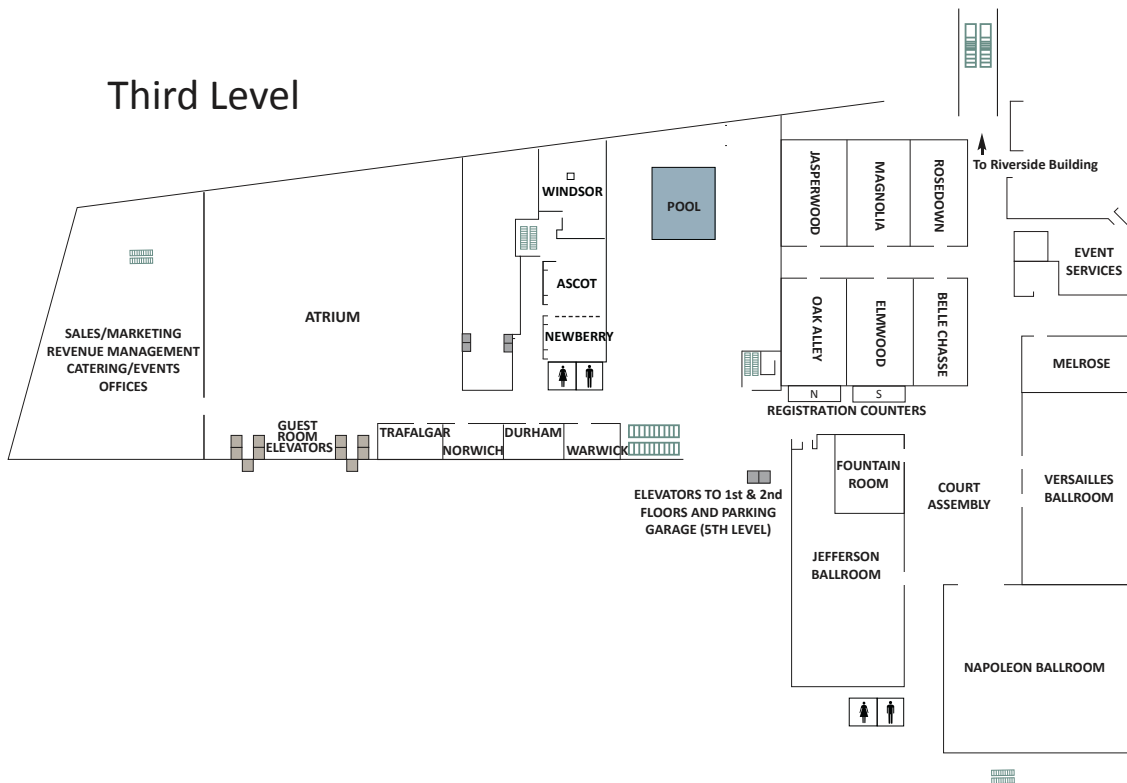 Third Level
To Riverside Building
JASPERWOOD
MAGNOLIA
ROSEDOWN
WINDSOR
POOL
EVENT
SERVICES
ASCOT
OAK ALLEY
ELMWOOD
BELLE CHASSE
ATRIUM
NEWBERRY
SALES/MARKETING
REVENUE MANAGEMENT
CATERING/EVENTS
OFFICES
MELROSE
N
S
REGISTRATION COUNTERS
GUEST
ROOM
ELEVATORS
TRAFALGAR
NORWICH
DURHAM
WARWICK
FOUNTAIN
ROOM
COURT
ASSEMBLY
VERSAILLES
BALLROOM
ELEVATORS TO 1st & 2nd
FLOORS AND PARKING
GARAGE (5TH LEVEL)
JEFFERSON
BALLROOM
NAPOLEON BALLROOM